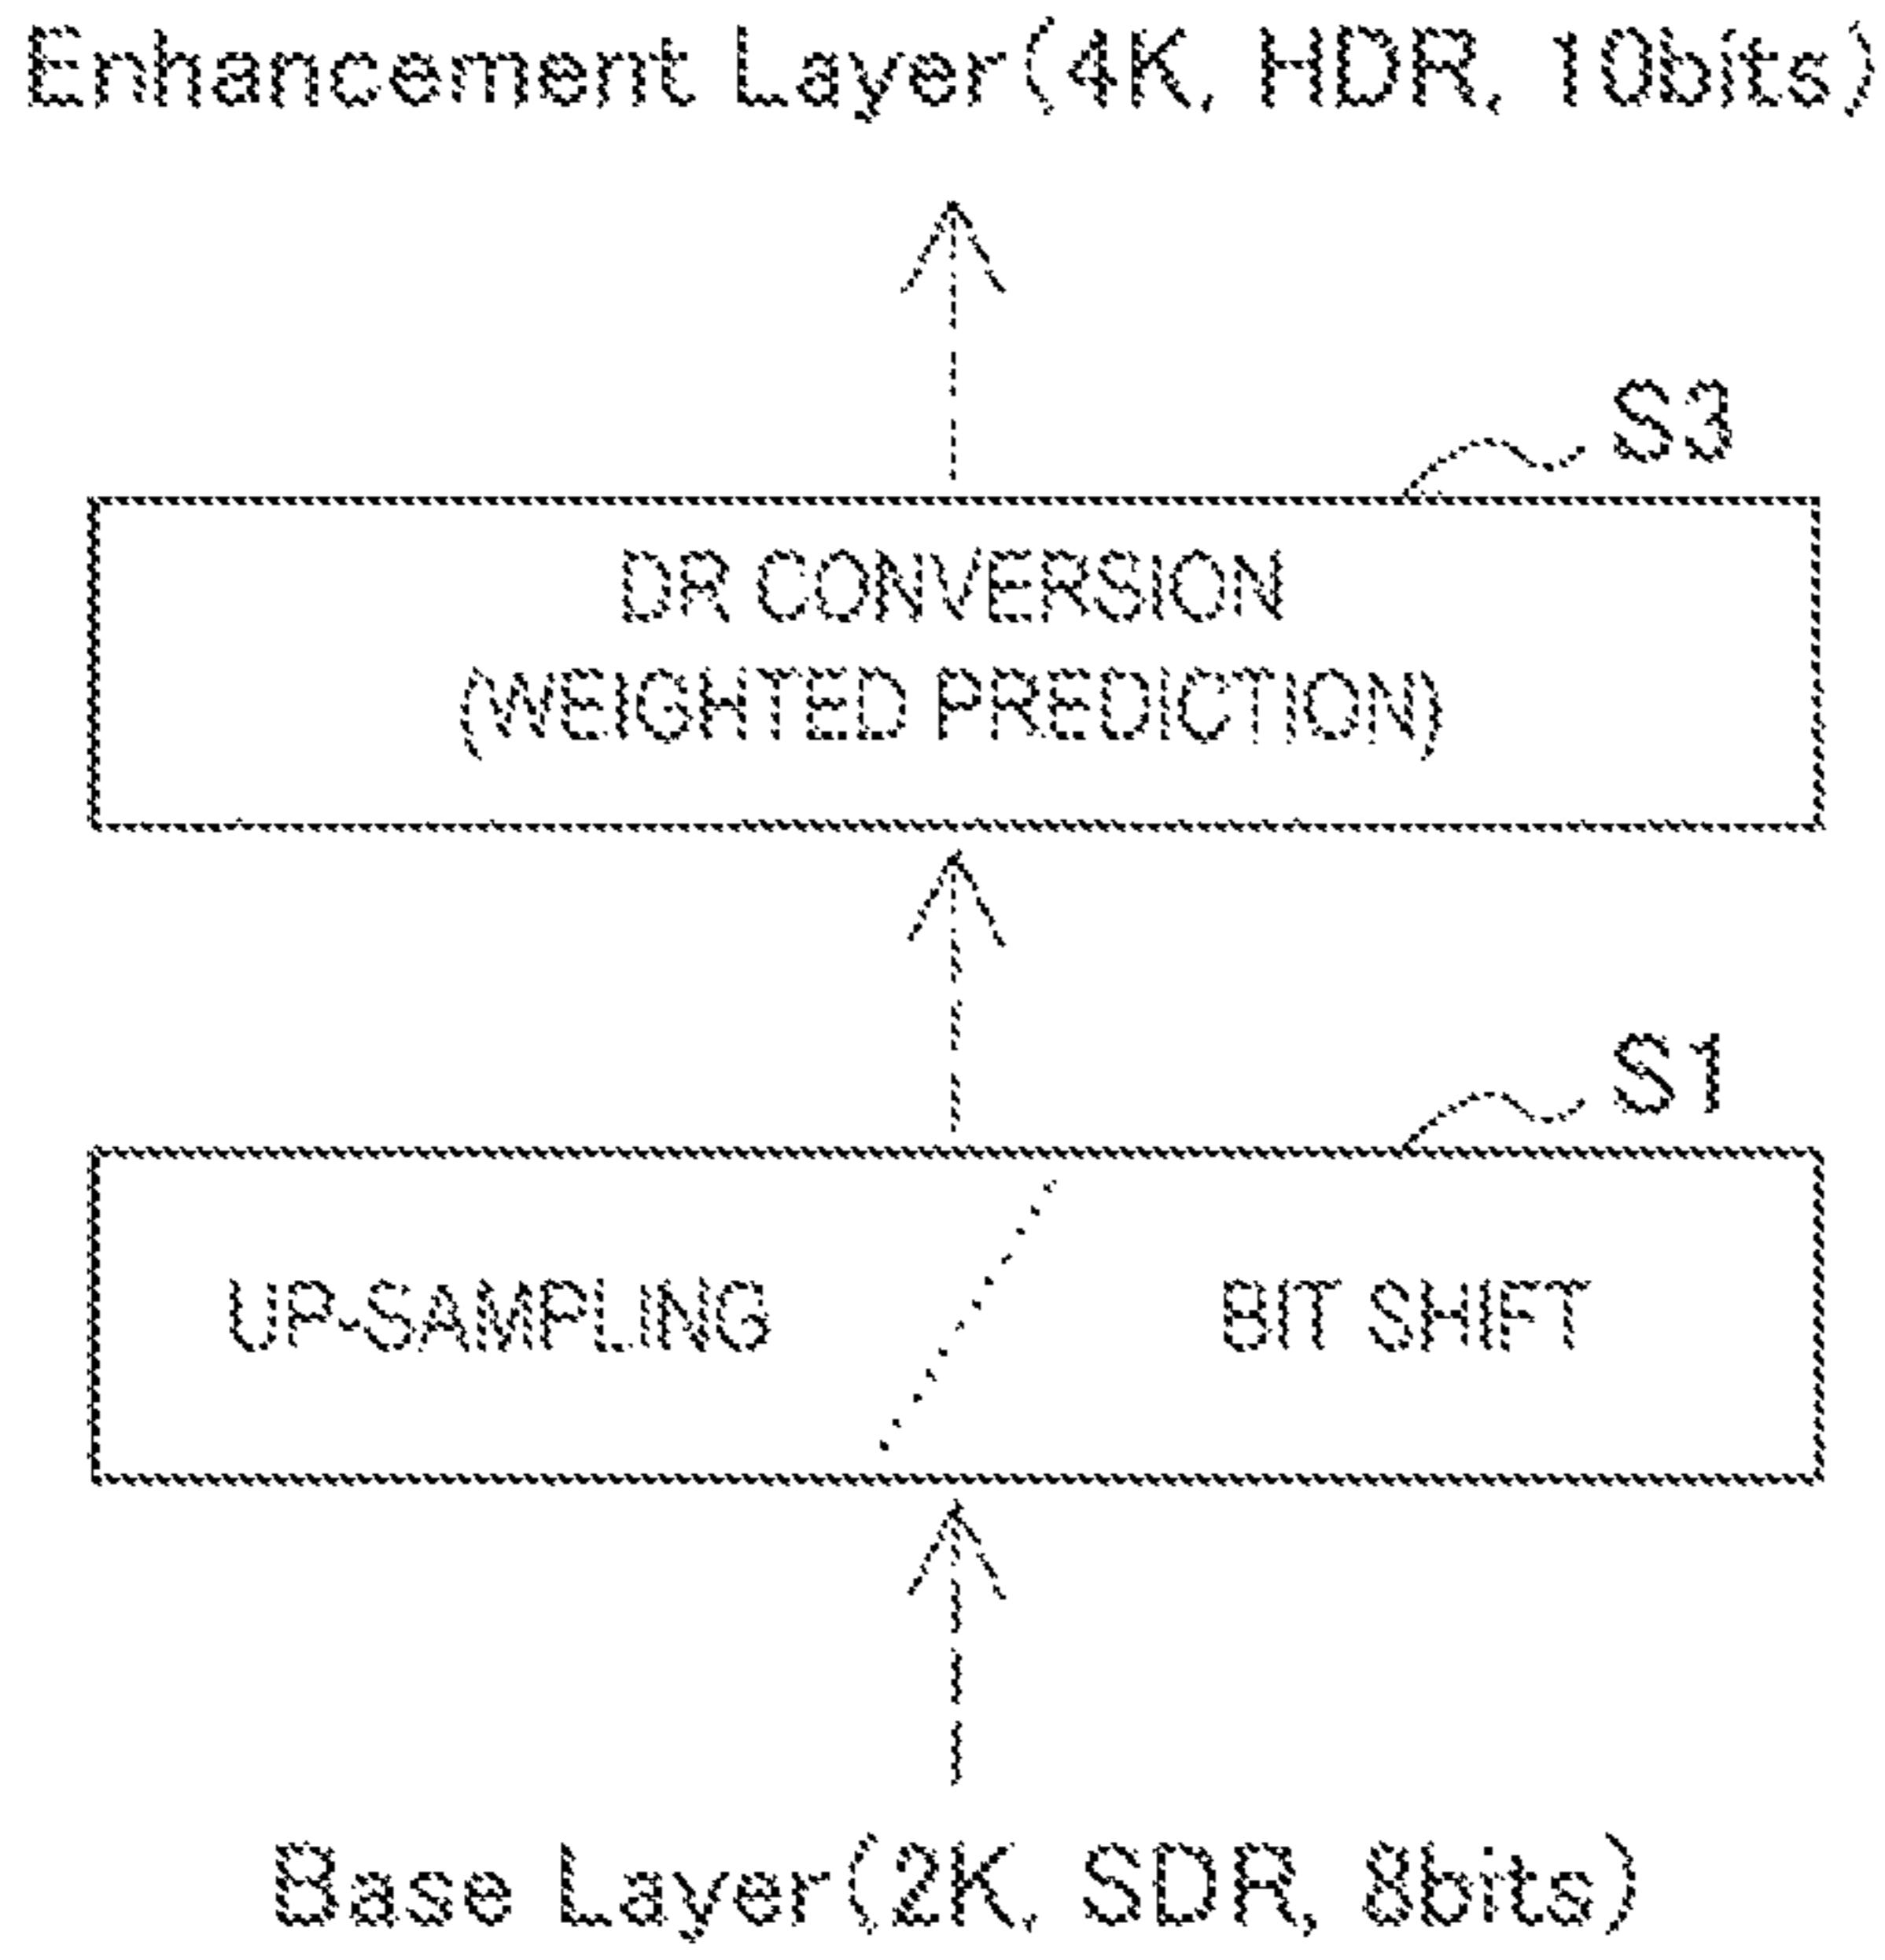 Enhancement Layer(4K, HDR, 10bits)
S3
DR CONVERSION
(WEIGHTED PREDICTION)
S1
UP-SAMPLING
BIT SHIFT
Base Layer(2K, SDR, 8bits)